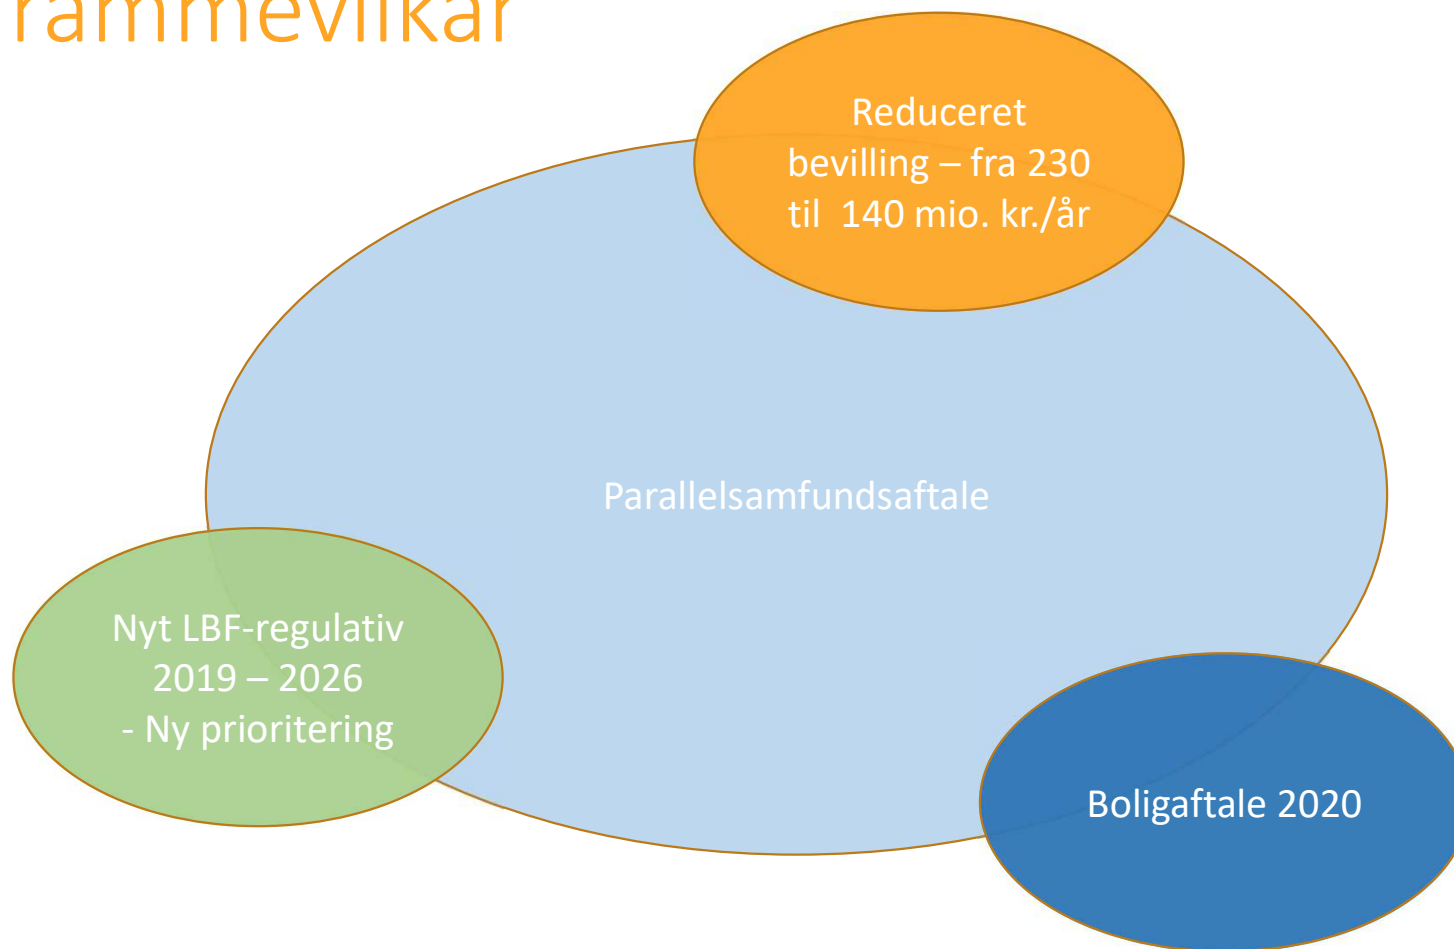 rammevilkår
Reduceret
bevilling – fra 230
til 140 mio. kr./år
Parallelsamfundsaftale
Nyt LBF-regulativ
2019 – 2026
- Ny prioritering
Boligaftale 2020